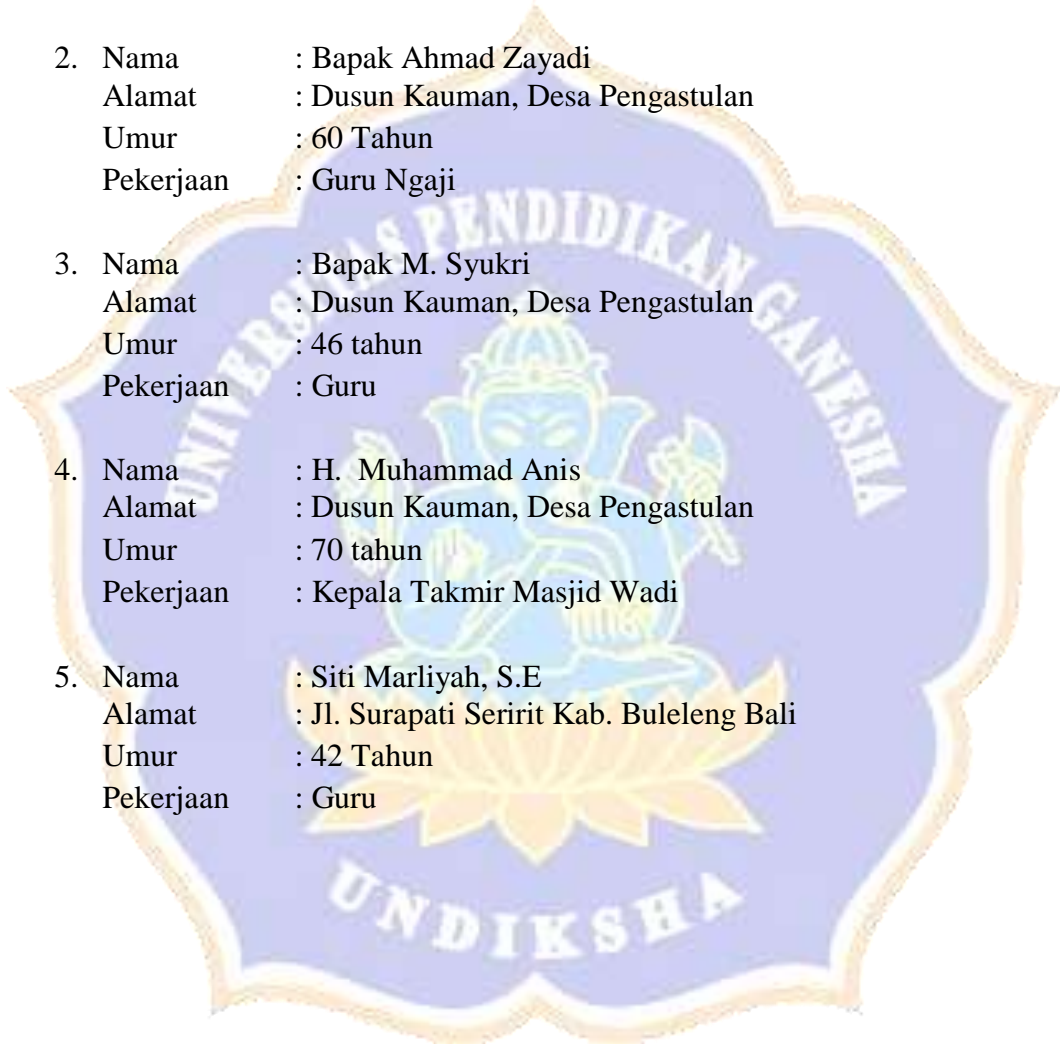 2. Nama : Bapak Ahmad Zayadi
Alamat : Dusun Kauman, Desa Pengastulan
Umur : 60 Tahun
Pekerjaan : Guru Ngaji
3. Nama : Bapak M. Syukri
Alamat : Dusun Kauman, Desa Pengastulan
Umur : 46 tahun
Pekerjaan : Guru
4. Nama : H. Muhammad Anis
Alamat : Dusun Kauman, Desa Pengastulan
Umur : 70 tahun
Pekerjaan : Kepala Takmir Masjid Wadi
5. Nama : Siti Marliyah, S.E
Alamat : Jl. Surapati Seririt Kab. Buleleng Bali
Umur : 42 Tahun
Pekerjaan : Guru
UNIVERSITAS PENDIDIKAN GANESHA
UNDIKSHA